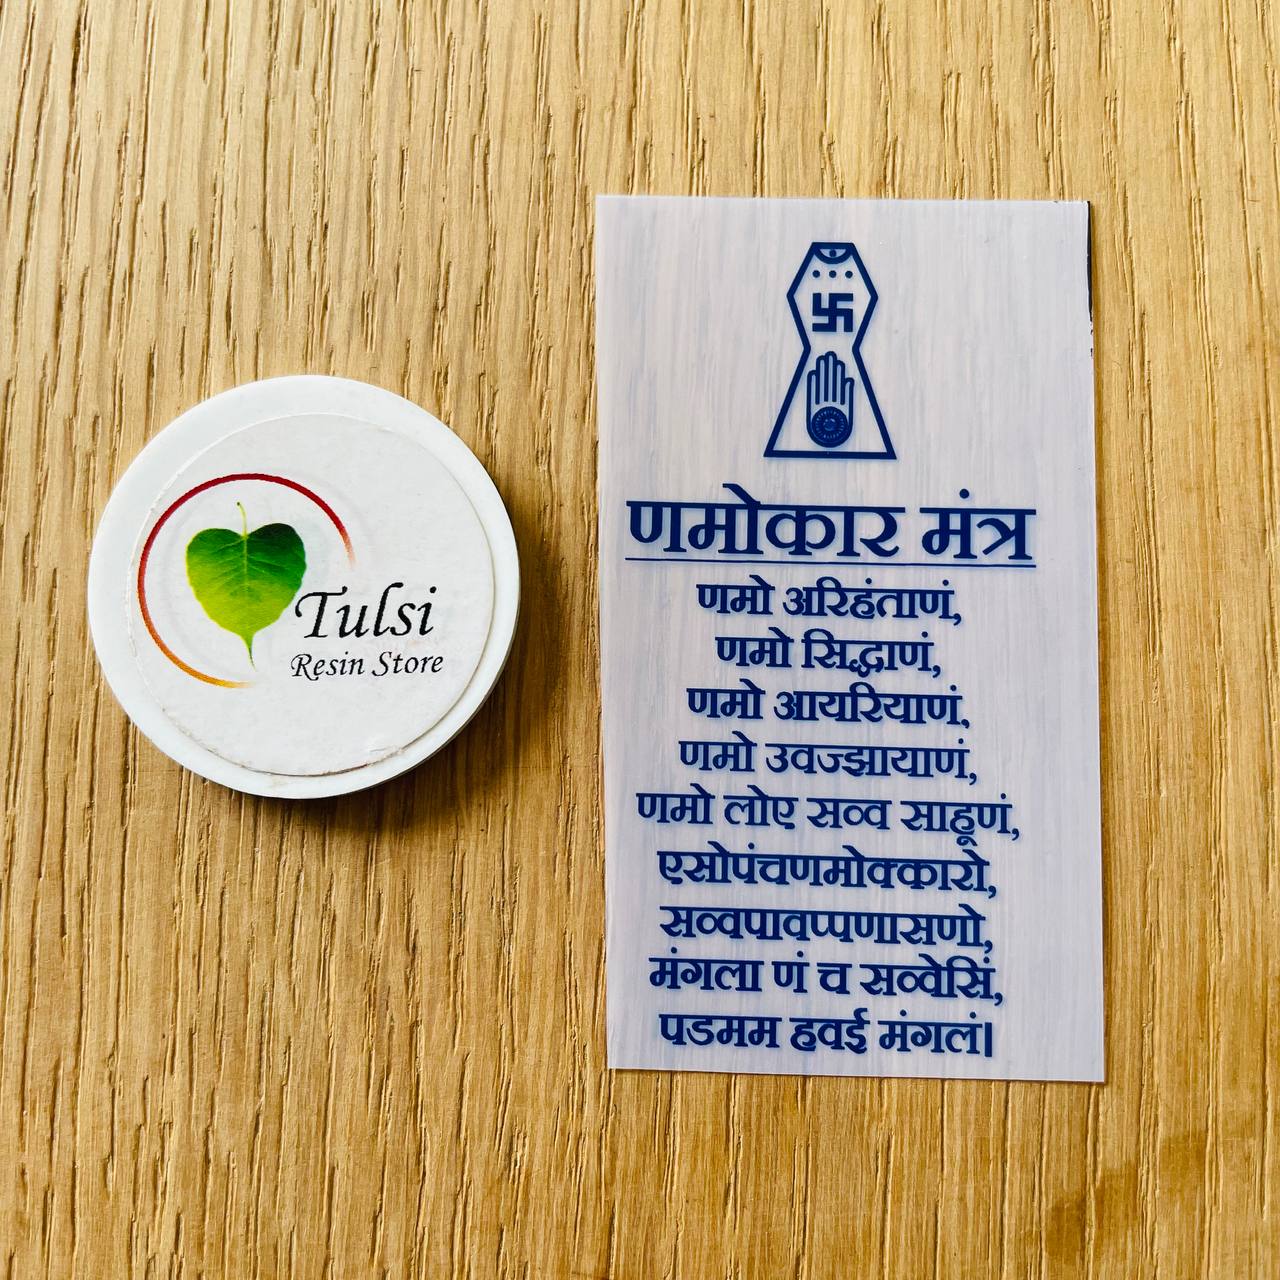 Tulsi
Resin Store
णमोकार मंत्र
णमो अरिहंताणं,
णमो सिद्धाणं,
णमो आयरियाणं,
णमो उवज्झायाणं,
णमो लोए सव्व साहूणं,
एसोपंचणमोक्कारो,
सव्वपावप्पणासणो,
मंगला णं च सव्वेसिं,
पडमम हवई मंगलं।